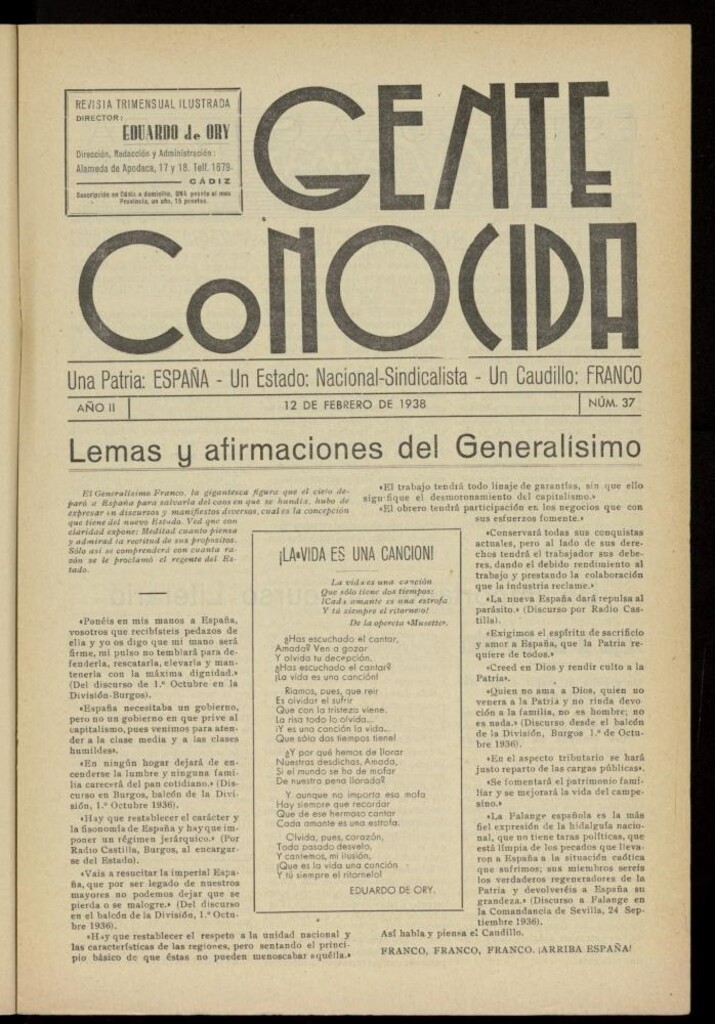 REVISTA TRIMENSUAL ILUSTRADA
DIRECTOR:
EDUARDO de ORY
Dirección, Redacción y Administración:
Alameda de Apodaca, 17 y 18. Telf. 1679
CÁDIZ
Suscripción en Cádiz a domicilio, UNA peseta al mes
Provincia, un año, 15 pesetas.
GENTE
CoNOCIDA
Una Patria: ESPAÑA - Un Estado: Nacional-Sindicalista - Un Caudillo: FRANCO
AÑO II
12 DE FEBRERO DE 1938
NÚM. 37
Lemas y afirmaciones del Generalísimo
El Generalísimo Franco, la gigantesca figura que el cielo de-
paró a España para salvarla del caos en que se hundía, hubo de
expresar en discursos y manifiestos diversos, cual es la concepción
que tiene del nuevo Estado. Ved que con
claridad expone: Meditad cuanto piensa
y admirad la rectitud de sus propósitos.
Sólo así se comprenderá con cuanta ra-
zón se le proclamó el regente del Es-
tado.
«Ponéis en mis manos a España,
vosotros que recibísteis pedazos de
ella y yo os digo que mi mano será
firme, mi pulso no temblará para de-
fenderla, rescatarla, elevarla y man-
tenerla con la máxima dignidad.»
(Del discurso de 1.º Octubre en la
División-Burgos).
«España necesitaba un gobierno,
pero no un gobierno en que prive al
capitalismo, pues venimos para aten-
der a la clase media y a las clases
humildes».
«En ningún hogar dejará de en-
cenderse la lumbre y ninguna fami-
lia carecerá del pan cotidiano.» (Dis-
curso en Burgos, balcón de la Divi-
sión, 1.º Octubre 1936).
«Hay que restablecer el carácter y
la fisonomía de España y hay que im-
poner un régimen jerárquico.» (Por
Radio Castilla, Burgos, al encargar-
se del Estado).
«Vais a resucitar la imperial Espa-
ña, que por ser legado de nuestros
mayores no podemos dejar que se
pierda o se malogre.» (Del discurso
en el balcón de la División, 1.º Octu-
bre 1936).
«Hay que restablecer el respeto a la unidad nacional y
las características de las regiones, pero sentando el princi-
pio básico de que éstas no pueden menoscabar aquélla.»
¡LA VIDA ES UNA CANCION!
La vida es una canción
Que sólo tiene dos tiempos:
¡Cada amante es una estrofa
Y tú siempre el ritornelo!
De la opereta «Musette».
¿Has escuchado el cantar,
Amada? Ven a gozar
Y olvida tu decepción.
¿Has escuchado el cantar?
¡La vida es una canción!
Riamos, pues, que reir
Es olvidar el sufrir
Que con la tristeza viene.
La risa todo lo olvida...
¡Y es una canción la vida...
Que sólo dos tiempos tiene!
¿Y por qué hemos de llorar
Nuestras desdichas, Amada,
Si el mundo se ha de mofar
De nuestra pena llorada?
Y aunque no importa esa mofa
Hay siempre que recordar
Que de ese hermoso cantar
Cada amante es una estrofa.
Olvida, pues, corazón,
Todo pasado desvelo,
Y cantemos, mi ilusión,
¡Que es la vida una canción
Y tú siempre el ritornelo!
EDUARDO DE ORY.
«El trabajo tendrá todo linaje de garantías, sin que ello
signifique el desmoronamiento del capitalismo.»
«El obrero tendrá participación en los negocios que con
sus esfuerzos fomente.»
«Conservará todas sus conquistas
actuales, pero al lado de sus dere-
chos tendrá el trabajador sus debe-
res, dando el debido rendimiento al
trabajo y prestando la colaboración
que la industria reclame.»
«La nueva España dará repulsa al
parásito.» (Discurso por Radio Cas-
tilla).
«Exigimos el espíritu de sacrificio
y amor a España, que la Patria re-
quiere de todos.»
«Creed en Dios y rendir culto a la
Patria».
«Quien no ama a Dios, quien no
venera a la Patria y no rinda devo-
ción a la familia, no es hombre; no
es nada.» (Discurso desde el balcón
de la División, Burgos 1.º de Octu-
bre 1936).
«En el aspecto tributario se hará
justo reparto de las cargas públicas».
«Se fomentará el patrimonio fami-
liar y se mejorará la vida del campe-
sino.»
«La Falange española es la más
fiel expresión de la hidalguía nacio-
nal, que no tiene taras políticas, que
está limpia de los pecados que lleva-
ron a España a la situación caótica
que sufrimos; sus miembros sereis
los verdaderos regeneradores de la
Patria y devolveréis a España su
grandeza.» (Discurso a Falange en
la Comandancia de Sevilla, 24 Sep-
tiembre 1936).
Así habla y piensa el Caudillo.
FRANCO, FRANCO, FRANCO. ¡ARRIBA ESPAÑA!